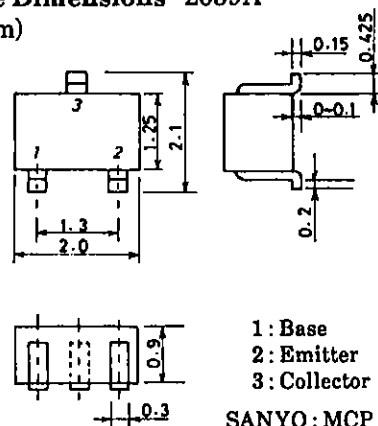 e Dimensions 2059A
m)
0.15
0.425
3
1.25
2.1
0~0.1
1
2
1.3
2.0
0.2
0.9
0.3
1 : Base
2 : Emitter
3 : Collector
SANYO : MCP